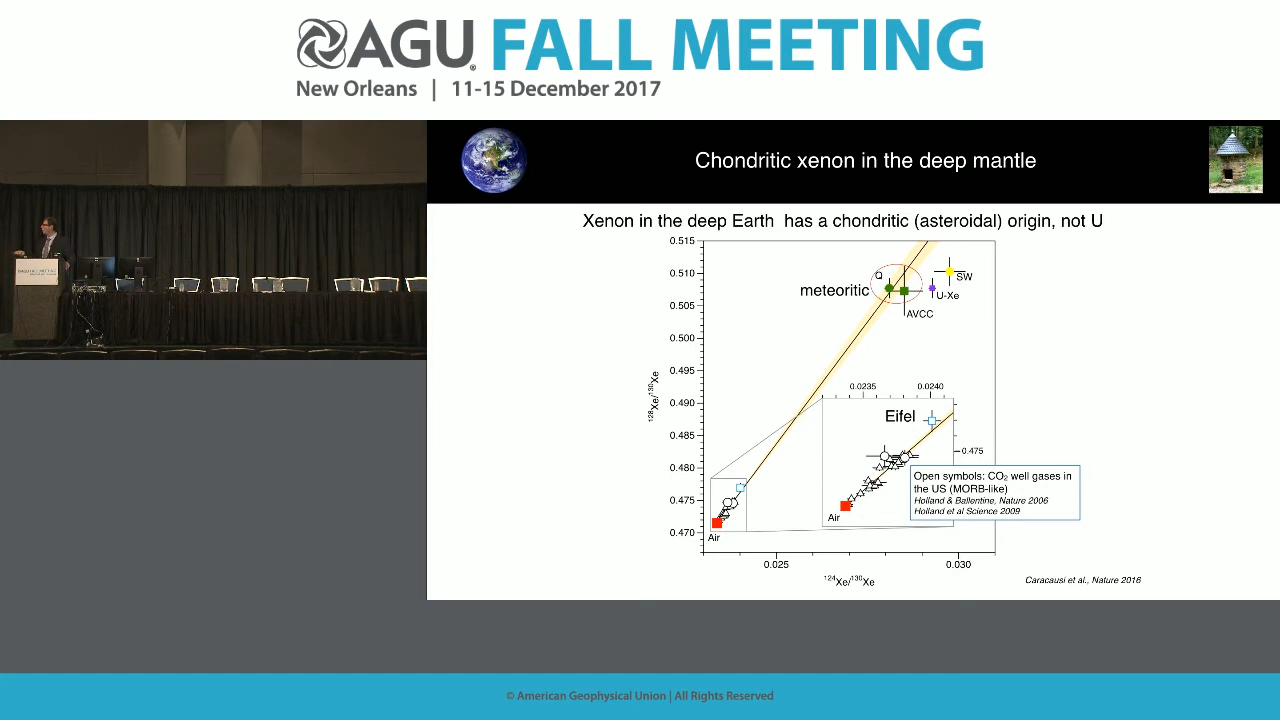 AGU FALL MEETING
New Orleans | 11-15 December 2017
Chondritic xenon in the deep mantle
Xenon in the deep Earth has a chondritic (asteroidal) origin, not U
0.515
0.510
0.505
0.500
0.495
0.490
0.485
0.480
0.475
0.470
¹²⁸Xe/¹³⁰Xe
Q
meteoritic
SW
U-Xe
AVCC
0.0235
0.0240
Eifel
0.475
Air
Open symbols: CO₂ well gases in
the US (MORB-like)
Holland & Ballentine, Nature 2006
Holland et al Science 2009
Air
0.025
0.030
¹²⁴Xe/¹³⁰Xe
Caracausi et al., Nature 2016
AGU FALL MEETING
© American Geophysical Union | All Rights Reserved